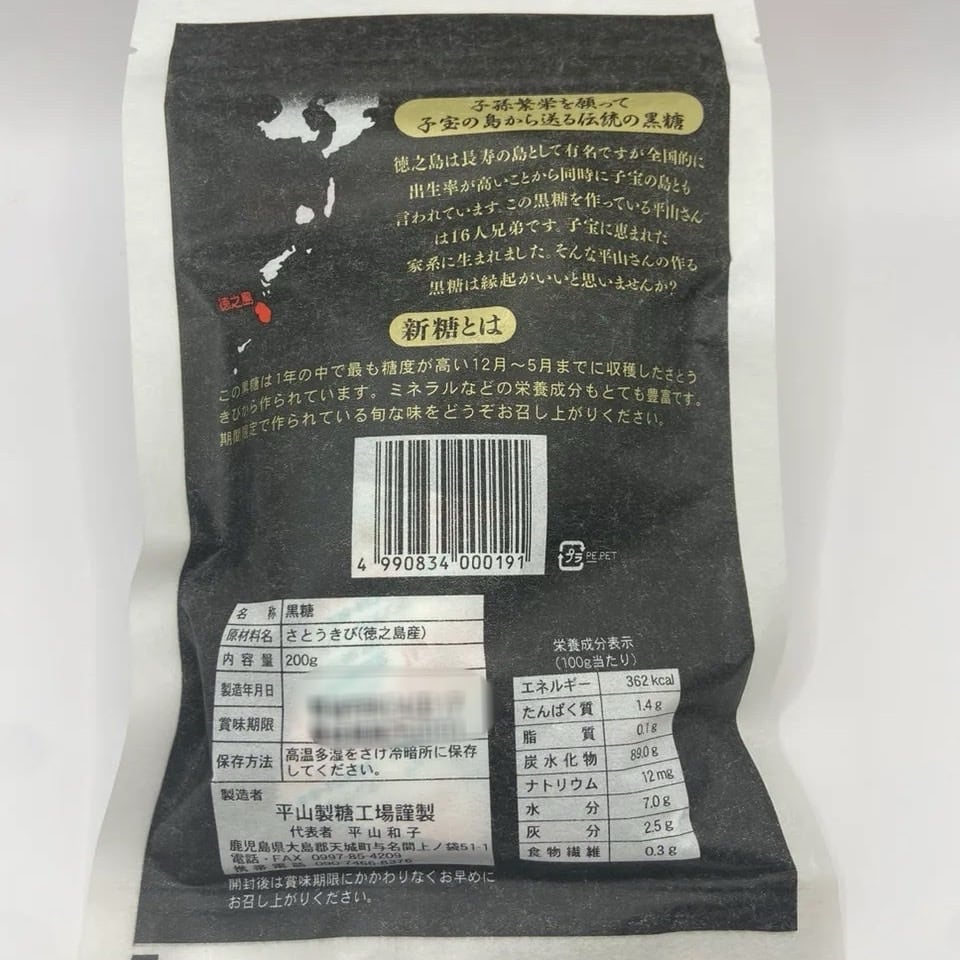 子孫繁栄を願って
子宝の島から送る伝統の黒糖
徳之島は長寿の島として有名ですが全国的に
出生率が高いことから同時に子宝の島とも
言われています。この黒糖を作っている平山さん
は16人兄弟です。子宝に恵まれた
家系に生まれました。そんな平山さんの作る
黒糖は縁起がいいと思いませんか?
徳之島
新糖とは
この黒糖は1年の中で最も糖度が高い12月〜5月までに収穫したさとう
きびから作られています。ミネラルなどの栄養成分もとても豊富です。
期間限定で作られている旬な味をどうぞお召し上がりください。
4 990834 000191
プラ PE.PET
名称 黒糖
原材料名 さとうきび(徳之島産)
内容量 200g
製造年月日
賞味期限
保存方法 高温多湿をさけ冷暗所に保存
してください。
製造者
平山製糖工場謹製
代表者 平山和子
鹿児島県大島郡天城町与名間上ノ袋51-1
電話・FAX 0997-85-4209
携帯電話
開封後は賞味期限にかかわりなくお早めに
お召し上がりください。
栄養成分表示
(100g当たり)
エネルギー 362kcal
たんぱく質 1.4g
脂質 0.1g
炭水化物 89.0g
ナトリウム 12mg
水分 7.0g
灰分 2.5g
食物繊維 0.3g